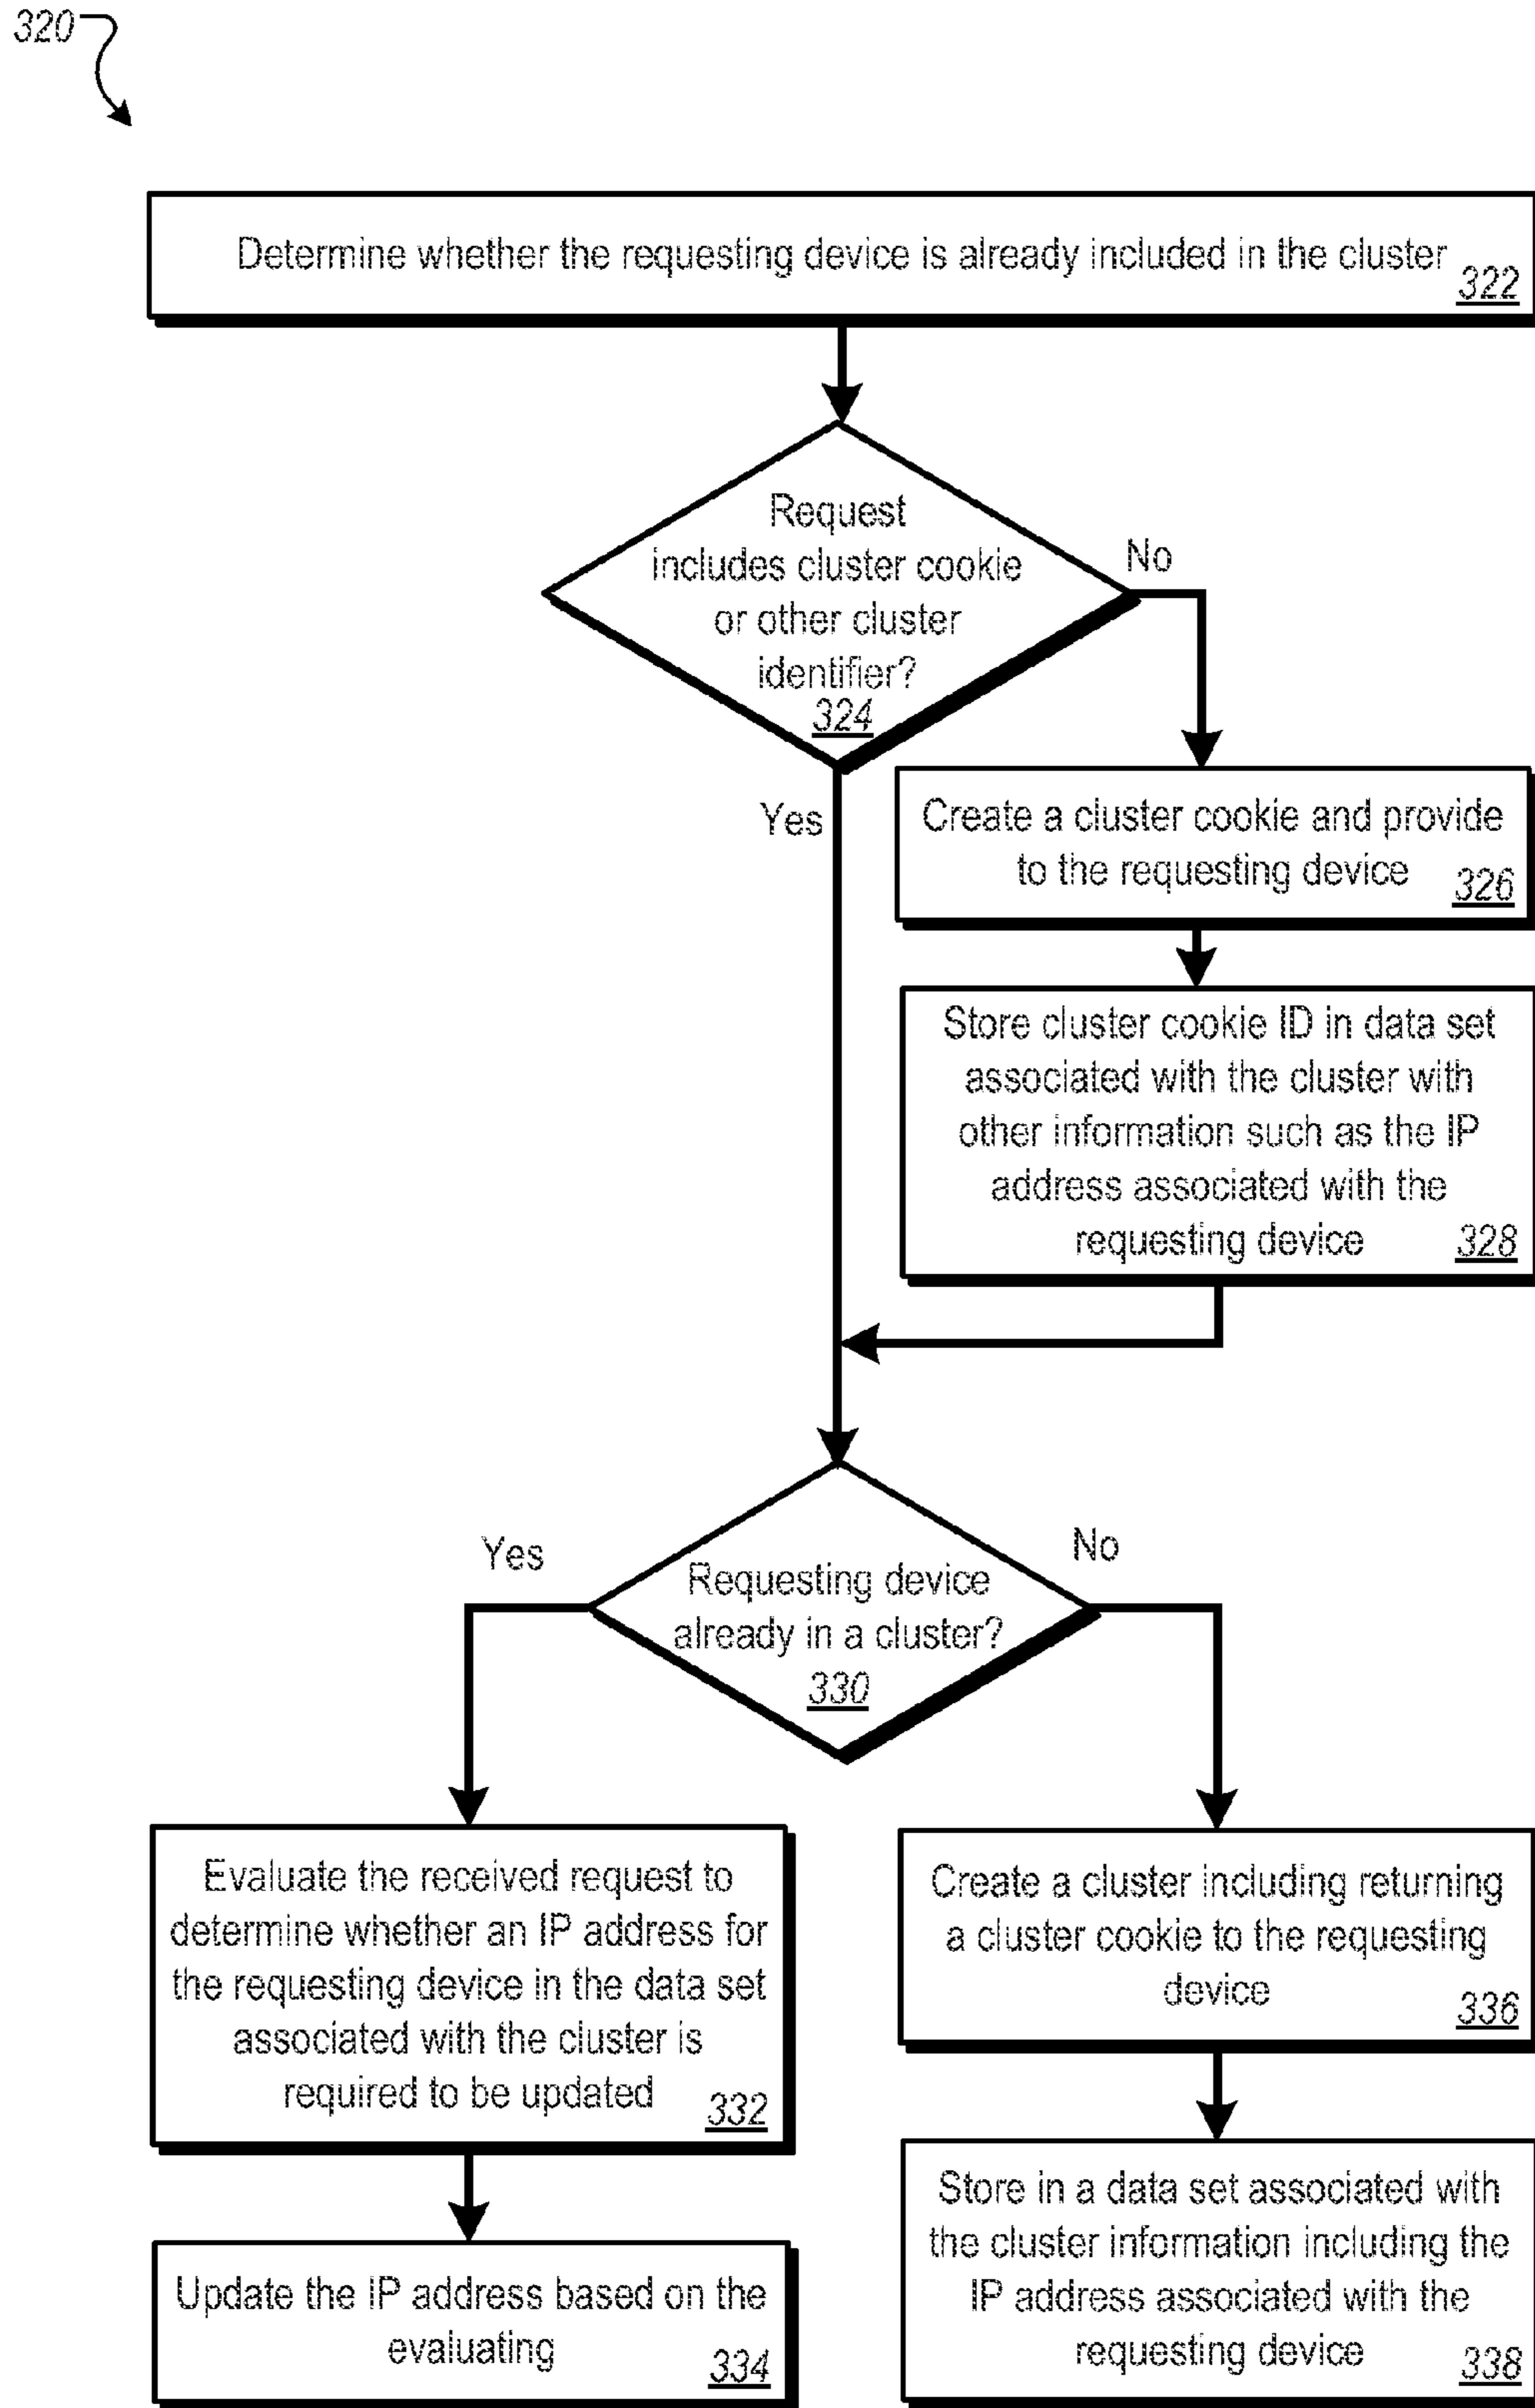 320
Determine whether the requesting device is already included in the cluster
322
Request
includes cluster cookie
or other cluster
identifier?
324
No
Yes
Create a cluster cookie and provide
to the requesting device
326
Store cluster cookie ID in data set
associated with the cluster with
other information such as the IP
address associated with the
requesting device
328
Requesting device
already in a cluster?
330
Yes
No
Evaluate the received request to
determine whether an IP address for
the requesting device in the data set
associated with the cluster is
required to be updated
332
Update the IP address based on the
evaluating
334
Create a cluster including returning
a cluster cookie to the requesting
device
336
Store in a data set associated with
the cluster information including the
IP address associated with the
requesting device
338